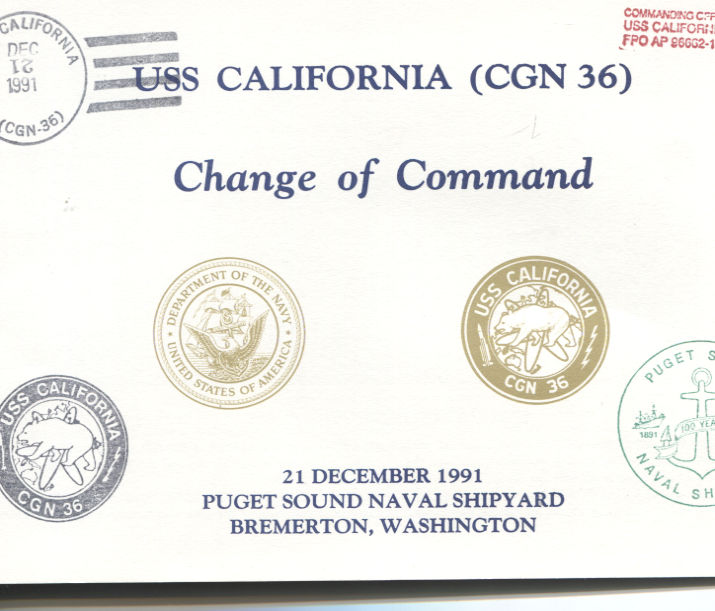 CALIFORNIA
DEC
12
1991
(CGN-36)
COMMANDING
USS CALIFORN
FPO AP 96662-1
USS CALIFORNIA (CGN 36)
Change of Command
DEPARTMENT OF THE NAVY
UNITED STATES OF AMERICA
USS CALIFORNIA
CGN 36
USS CALIFORNIA
CGN 36
PUGET S
100 YEA
1891
NAVAL SH
21 DECEMBER 1991
PUGET SOUND NAVAL SHIPYARD
BREMERTON, WASHINGTON